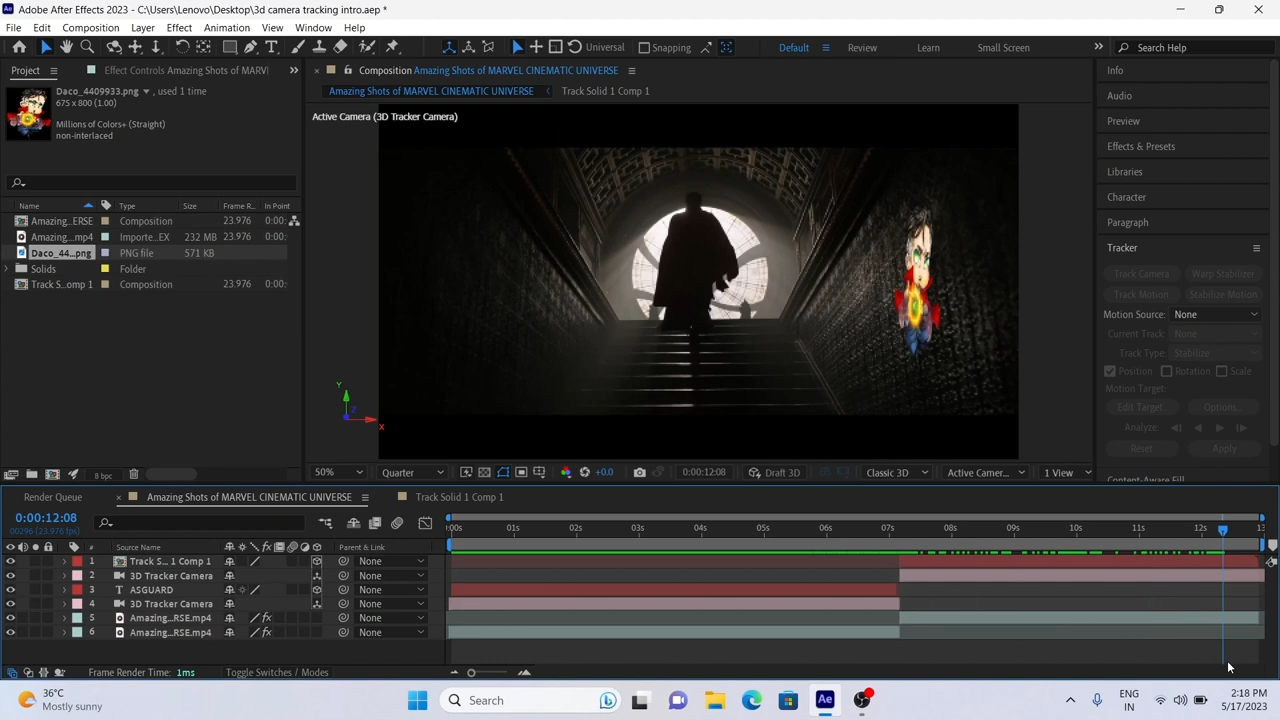 Adobe After Effects 2023 - C:\Users\Lenovo\Desktop\3d camera tracking intro.aep *
File Edit Composition Layer Effect Animation View Window Help
Universal Snapping Default Review Learn Small Screen Search Help
Project Effect Controls Amazing Shots of MARVI
Daco_4409933.png , used 1 time
675 x 800 (1.00)
Millions of Colors+ (Straight)
non-interlaced
Name Type Size Frame R... In Point
Amazing...ERSE Composition 23.976 0:00:
Amazing...mp4 Importe...EX 232 MB 23.976 0:00:
Daco_44...png PNG file 571 KB
Solids Folder
Track S...omp 1 Composition 23.976 0:00:
8 bpc
Composition Amazing Shots of MARVEL CINEMATIC UNIVERSE
Amazing Shots of MARVEL CINEMATIC UNIVERSE Track Solid 1 Comp 1
Active Camera (3D Tracker Camera)
Y
Z
X
50% Quarter +0.0 0:00:12:08 Draft 3D Classic 3D Active Camer... 1 View
Info
Audio
Preview
Effects & Presets
Libraries
Character
Paragraph
Tracker
Track Camera Warp Stabilizer
Track Motion Stabilize Motion
Motion Source: None
Current Track: None
Track Type: Stabilize
Position Rotation Scale
Motion Target:
Edit Target... Options...
Analyze:
Reset Apply
Content-Aware Fill
Render Queue Amazing Shots of MARVEL CINEMATIC UNIVERSE Track Solid 1 Comp 1
0:00:12:08
00296 (23.976 fps)
:00s 01s 02s 03s 04s 05s 06s 07s 08s 09s 10s 11s 12s 13s
# Source Name Parent & Link
1 Track S... 1 Comp 1 None
2 3D Tracker Camera None
3 T ASGUARD None
4 3D Tracker Camera None
5 Amazing...RSE.mp4 None
6 Amazing...RSE.mp4 None
Frame Render Time: 1ms Toggle Switches / Modes
36°C
Mostly sunny
Search
Ae
ENG
IN
2:18 PM
5/17/2023